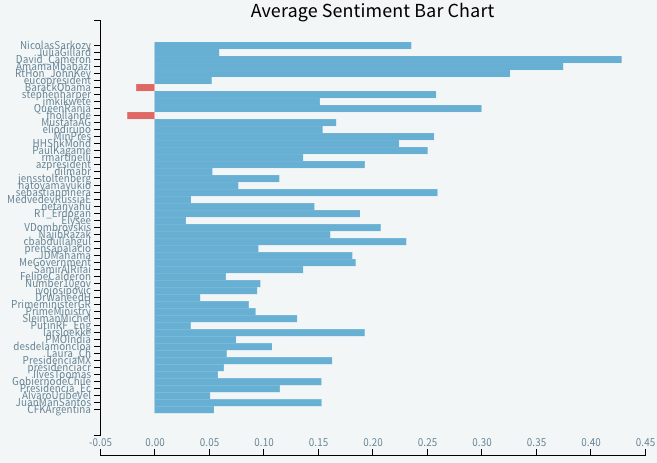 Average Sentiment Bar Chart
NicolasSarkozy
JuliaGillard
David_Cameron
AmamaMbabazi
RtHon_JohnKey
eucopresident
BarackObama
stephenharper
jmkikwete
QueenRania
fhollande
MustafaAG
eliodirupo
MinPres
HHShkMohd
PaulKagame
rmartinelli
azpresident
dilmabr
jensstoltenberg
hatoyamayukio
sebastianpinera
MedvedevRussiaE
netanyahu
RT_Erdogan
Elysee
VDombrovskis
NajibRazak
cbabdullahgul
prensapalacio
JDMahama
MeGovernment
SamirAlRifai
FelipeCalderon
Number10gov
ivojosipovic
DrWaheedH
PrimeministerGR
PrimeMinistry
SleimanMichel
PutinRF_Eng
larsloekke
PMOIndia
desdelamoncloa
Laura_Ch
PresidenciaMX
presidenciacr
IlvesToomas
GobiernodeChile
Presidencia_Ec
AlvaroUribeVel
JuanManSantos
CFKArgentina
-0.05 0.00 0.05 0.10 0.15 0.20 0.25 0.30 0.35 0.40 0.45